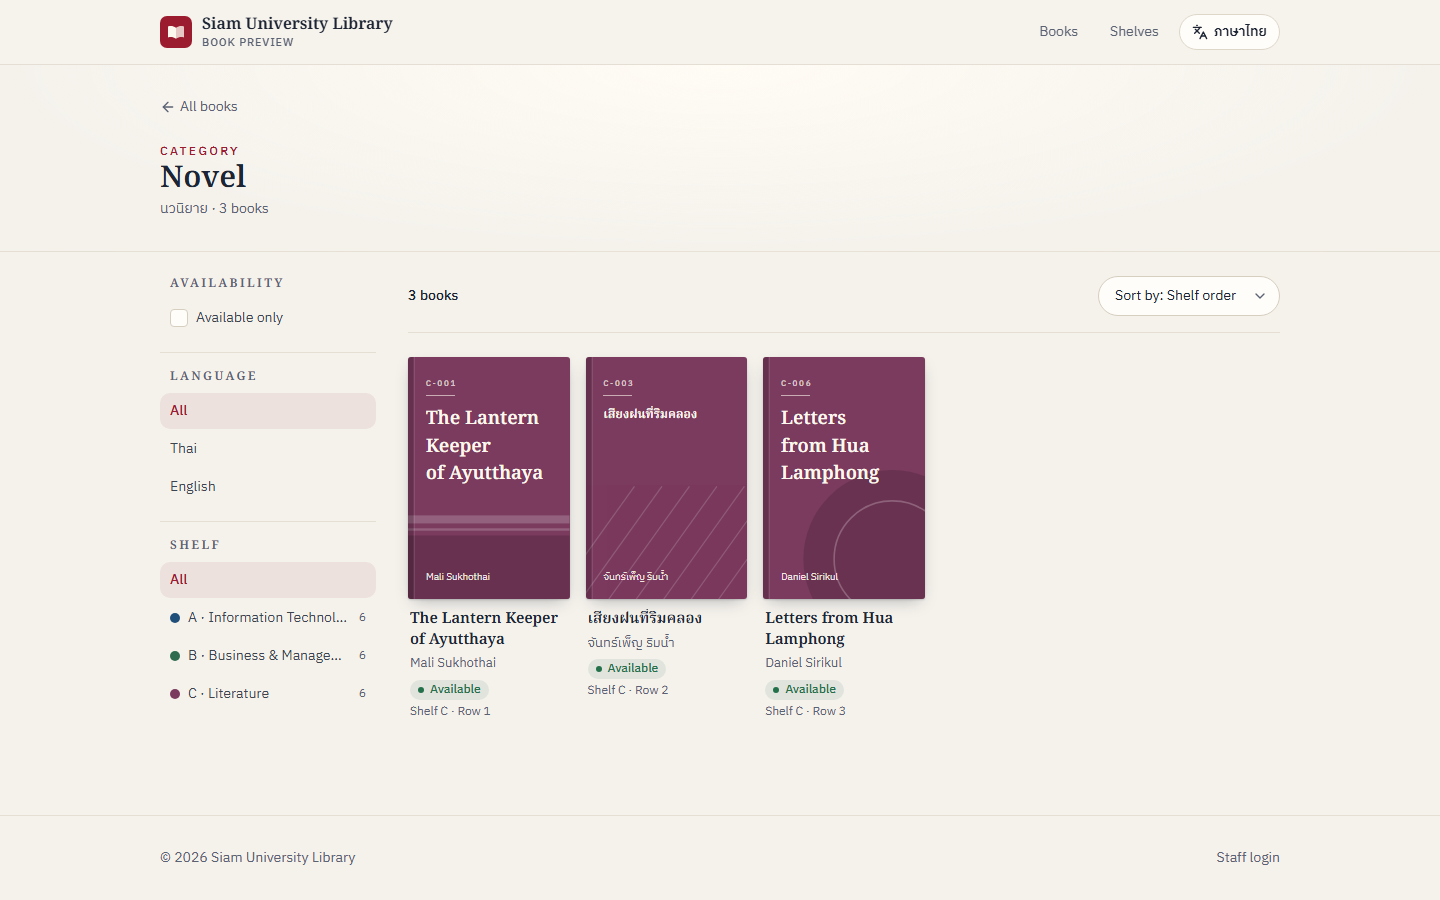 Siam University Library
BOOK PREVIEW
Books
Shelves
ภาษาไทย
All books
CATEGORY
Novel
นวนิยาย · 3 books
AVAILABILITY
Available only
LANGUAGE
All
Thai
English
SHELF
All
A · Information Technol... 6
B · Business & Manage... 6
C · Literature 6
3 books
Sort by: Shelf order
C-001
The Lantern
Keeper
of Ayutthaya
Mali Sukhothai
The Lantern Keeper
of Ayutthaya
Mali Sukhothai
Available
Shelf C · Row 1
C-003
เสียงฝนที่ริมคลอง
จันทร์เพ็ญ ริมน้ำ
เสียงฝนที่ริมคลอง
จันทร์เพ็ญ ริมน้ำ
Available
Shelf C · Row 2
C-006
Letters
from Hua
Lamphong
Daniel Sirikul
Letters from Hua
Lamphong
Daniel Sirikul
Available
Shelf C · Row 3
© 2026 Siam University Library
Staff login